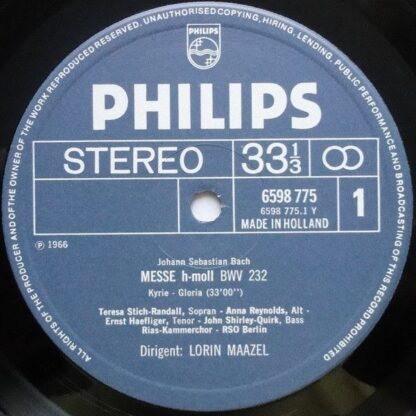 ALL RIGHTS OF THE PRODUCER AND OF THE OWNER OF THE WORK REPRODUCED RESERVED. UNAUTHORISED COPYING, HIRING, LENDING, PUBLIC PERFORMANCE AND BROADCASTING OF THIS RECORD PROHIBITED
PHILIPS
PHILIPS
STEREO
33 1/3
6598 775
6598 775.1 Y
MADE IN HOLLAND
1
℗ 1966
Johann Sebastian Bach
MESSE h-moll BWV 232
Kyrie - Gloria (33'00'')
Teresa Stich-Randall, Sopran - Anna Reynolds, Alt -
Ernst Haefliger, Tenor - John Shirley-Quirk, Bass
Rias-Kammerchor - RSO Berlin
Dirigent: LORIN MAAZEL